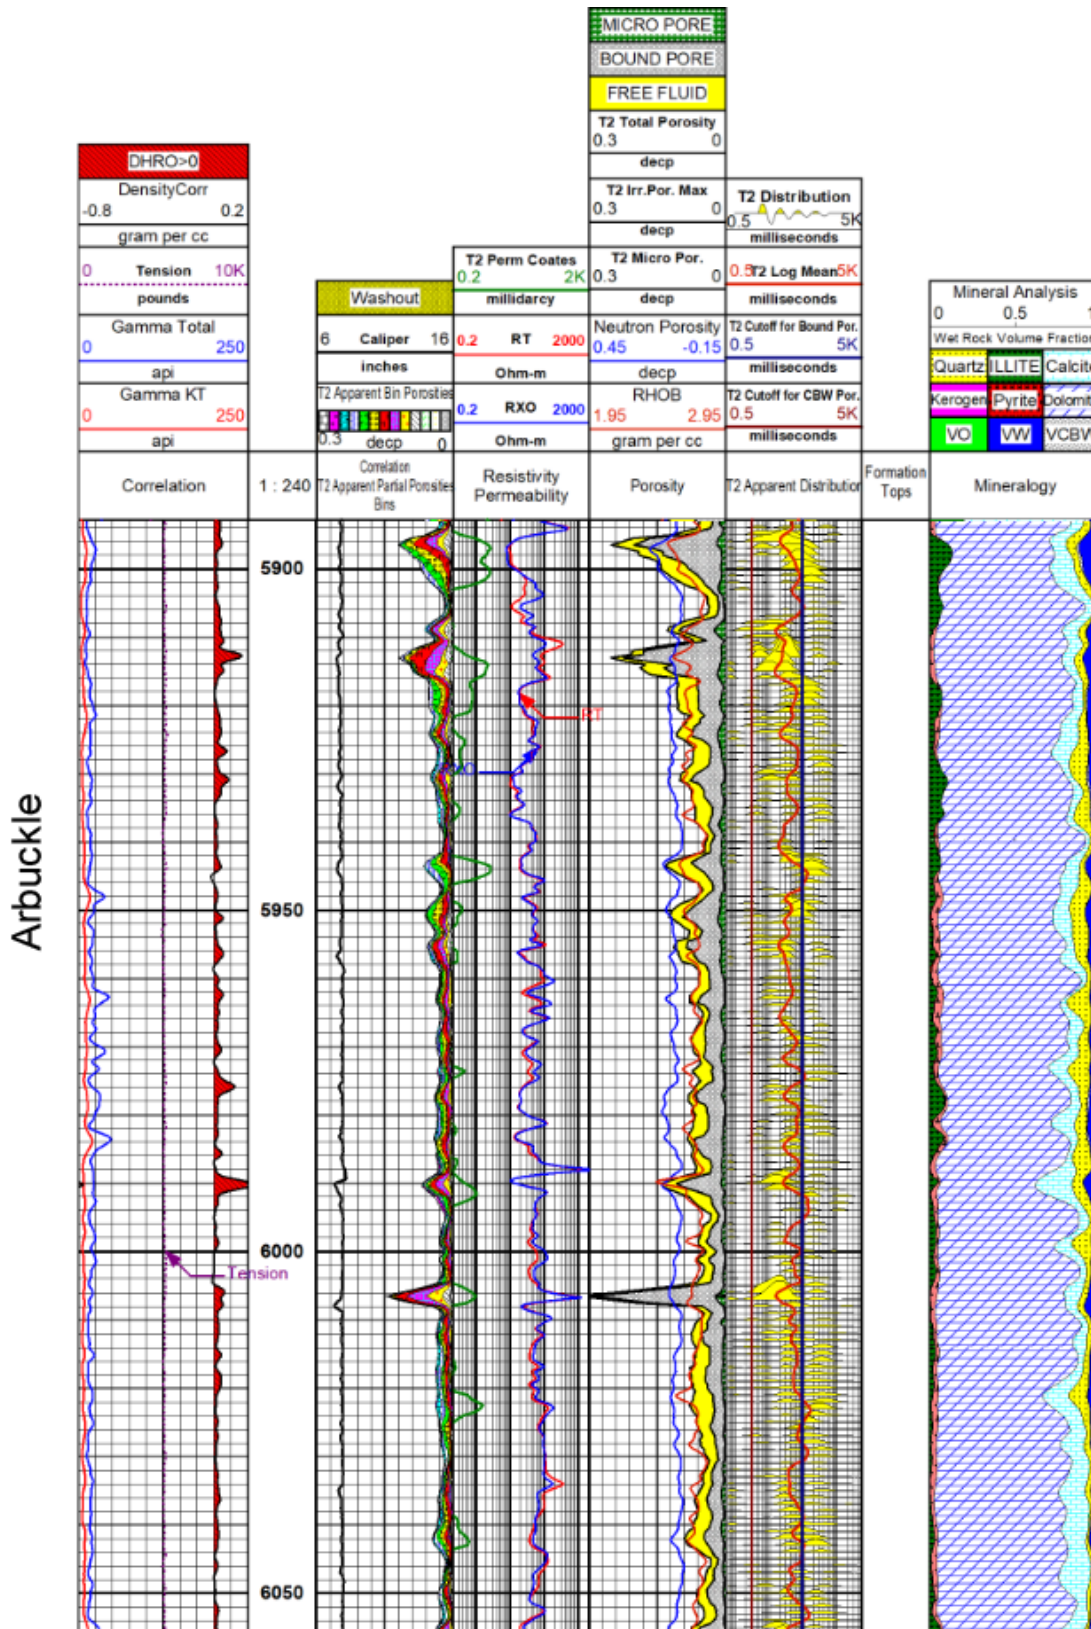 MICRO PORE
BOUND PORE
FREE FLUID
T2 Total Porosity
0.3 0
decp
T2 Irr.Por. Max
0.3 0
decp
T2 Micro Por.
0.3 0
decp
Neutron Porosity
0.45 -0.15
decp
RHOB
1.95 2.95
gram per cc
Porosity
DHRO>0
DensityCorr
-0.8 0.2
gram per cc
0 Tension 10K
pounds
Gamma Total
0 250
api
Gamma KT
0 250
api
Correlation
1 : 240
Washout
6 Caliper 16
inches
T2 Apparent Bin Porosities
0.3 decp 0
Correlation
T2 Apparent Partial Porosities
Bins
T2 Perm Coates
0.2 2K
millidarcy
0.2 RT 2000
Ohm-m
0.2 RXO 2000
Ohm-m
Resistivity
Permeability
T2 Distribution
0.5 5K
milliseconds
0.5 T2 Log Mean 5K
milliseconds
T2 Cutoff for Bound Por.
0.5 5K
milliseconds
T2 Cutoff for CBW Por.
0.5 5K
milliseconds
T2 Apparent Distribution
Formation
Tops
Mineral Analysis
0 0.5 1
Wet Rock Volume Fraction
Quartz ILLITE Calcite
Kerogen Pyrite Dolomit
VO VW VCBW
Mineralogy
Arbuckle
5900
RT
5950
6000
Tension
6050